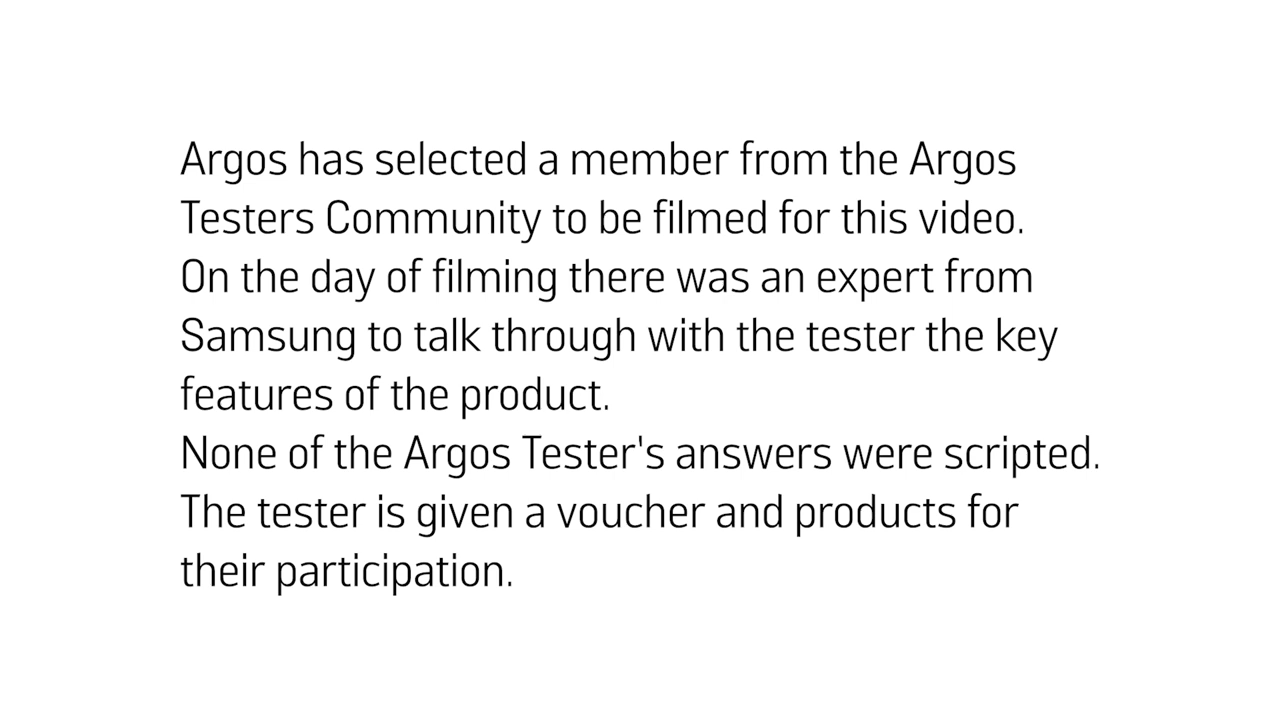 Argos has selected a member from the Argos
Testers Community to be filmed for this video.
On the day of filming there was an expert from
Samsung to talk through with the tester the key
features of the product.
None of the Argos Tester's answers were scripted.
The tester is given a voucher and products for
their participation.